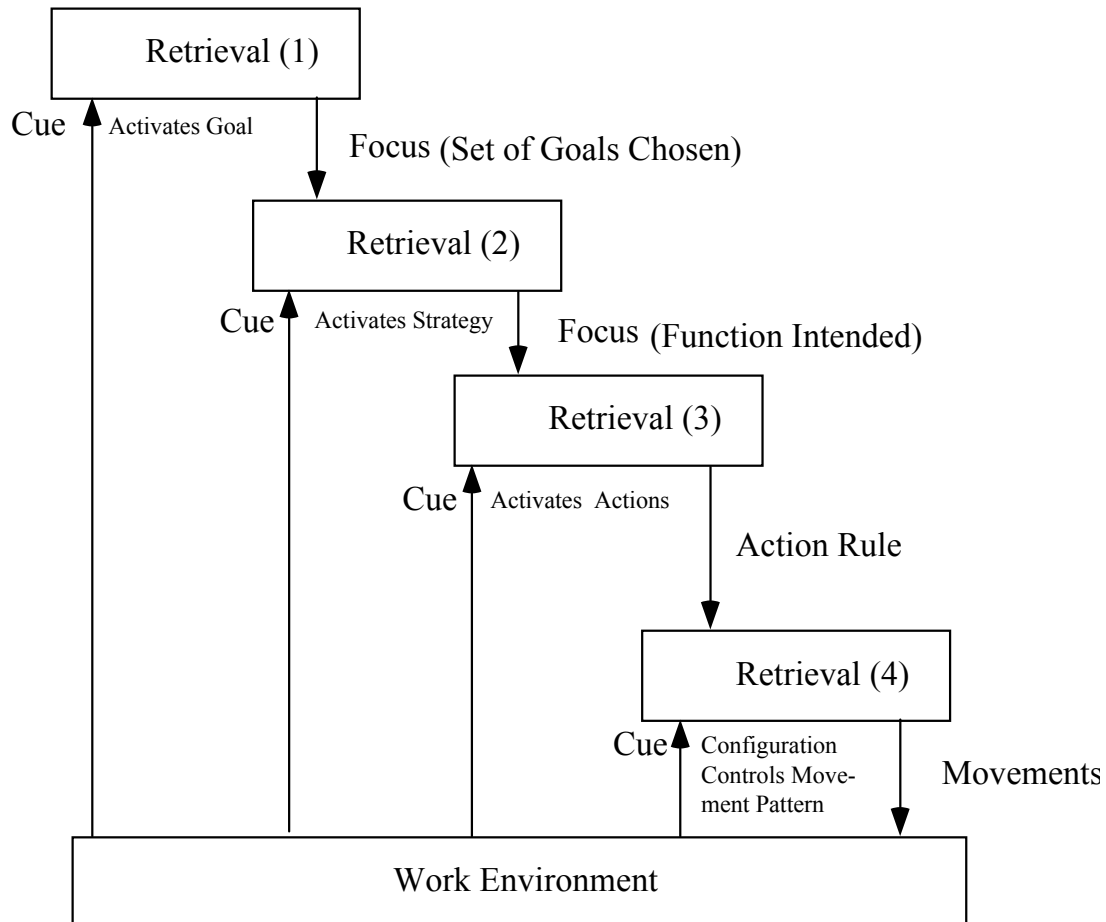 Retrieval (1)
Cue
Activates Goal
Focus (Set of Goals Chosen)
Retrieval (2)
Cue
Activates Strategy
Focus (Function Intended)
Retrieval (3)
Cue
Activates Actions
Action Rule
Retrieval (4)
Cue
Configuration
Controls Move-
ment Pattern
Movements
Work Environment